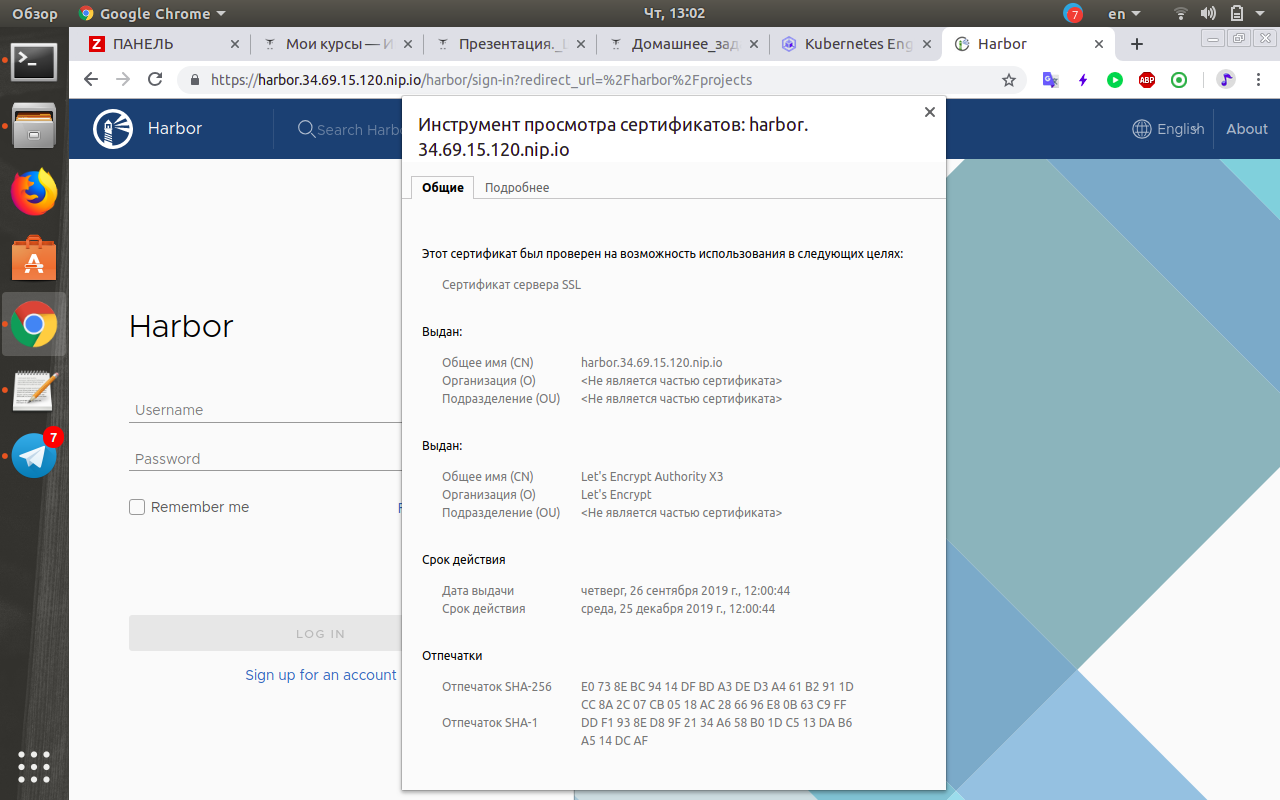 Обзор
Google Chrome
Чт, 13:02
7
en
Z ПАНЕЛЬ
Мои курсы — И
Презентация._
Домашнее_зад
Kubernetes Eng
Harbor
https://harbor.34.69.15.120.nip.io/harbor/sign-in?redirect_url=%2Fharbor%2Fprojects
ABP
Harbor
Search Harbo
English
About
Инструмент просмотра сертификатов: harbor.
34.69.15.120.nip.io
Общие
Подробнее
Этот сертификат был проверен на возможность использования в следующих целях:
Сертификат сервера SSL
Выдан:
Общее имя (CN) harbor.34.69.15.120.nip.io
Организация (O) <Не является частью сертификата>
Подразделение (OU) <Не является частью сертификата>
Выдан:
Общее имя (CN) Let's Encrypt Authority X3
Организация (O) Let's Encrypt
Подразделение (OU) <Не является частью сертификата>
Срок действия
Дата выдачи четверг, 26 сентября 2019 г., 12:00:44
Срок действия среда, 25 декабря 2019 г., 12:00:44
Отпечатки
Отпечаток SHA-256 E0 73 8E BC 94 14 DF BD A3 DE D3 A4 61 B2 91 1D
CC 8A 2C 07 CB 05 18 AC 28 66 96 E8 0B 63 C9 FF
Отпечаток SHA-1 DD F1 93 8E D8 9F 21 34 A6 58 B0 1D C5 13 DA B6
A5 14 DC AF
Harbor
Username
Password
Remember me
LOG IN
Sign up for an account
7